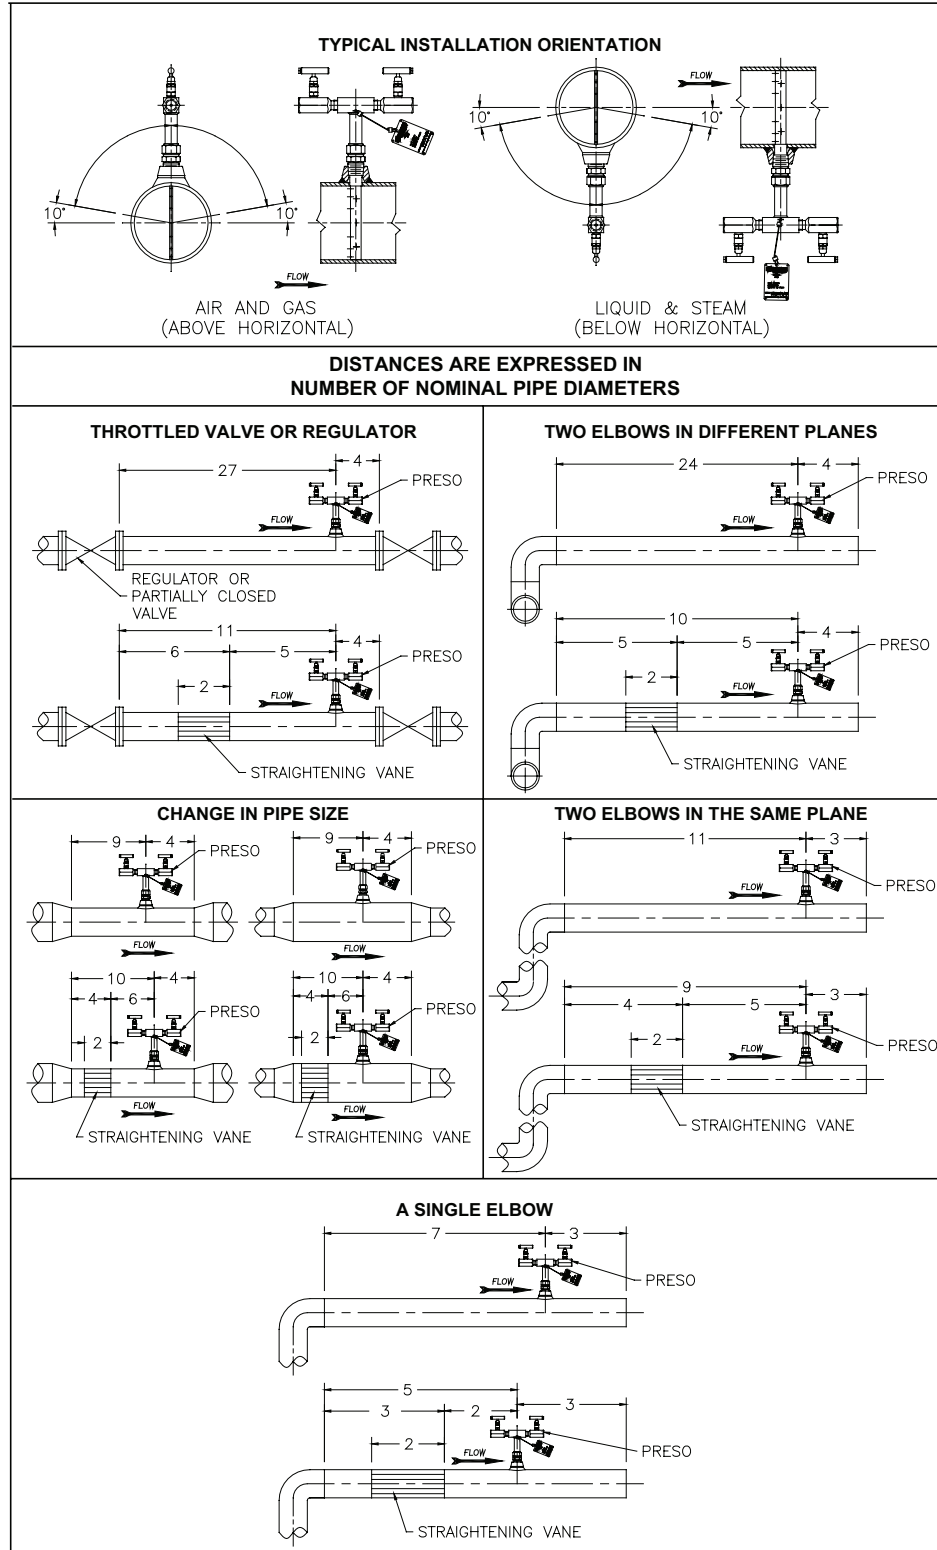 TYPICAL INSTALLATION ORIENTATION
FLOW
10°
10°
10°
10°
FLOW
AIR AND GAS
(ABOVE HORIZONTAL)
LIQUID & STEAM
(BELOW HORIZONTAL)
DISTANCES ARE EXPRESSED IN
NUMBER OF NOMINAL PIPE DIAMETERS
THROTTLED VALVE OR REGULATOR
4
27
PRESO
FLOW
REGULATOR OR
PARTIALLY CLOSED
VALVE
11
4
6
5
PRESO
2
FLOW
STRAIGHTENING VANE
TWO ELBOWS IN DIFFERENT PLANES
24
4
PRESO
FLOW
10
4
5
5
PRESO
2
FLOW
STRAIGHTENING VANE
CHANGE IN PIPE SIZE
9
4
PRESO
FLOW
9
4
PRESO
FLOW
10
4
4
6
PRESO
2
FLOW
STRAIGHTENING VANE
10
4
4
6
PRESO
2
FLOW
STRAIGHTENING VANE
TWO ELBOWS IN THE SAME PLANE
11
3
PRESO
FLOW
9
3
4
5
PRESO
2
FLOW
STRAIGHTENING VANE
A SINGLE ELBOW
7
3
PRESO
FLOW
5
3
3
2
PRESO
2
FLOW
STRAIGHTENING VANE